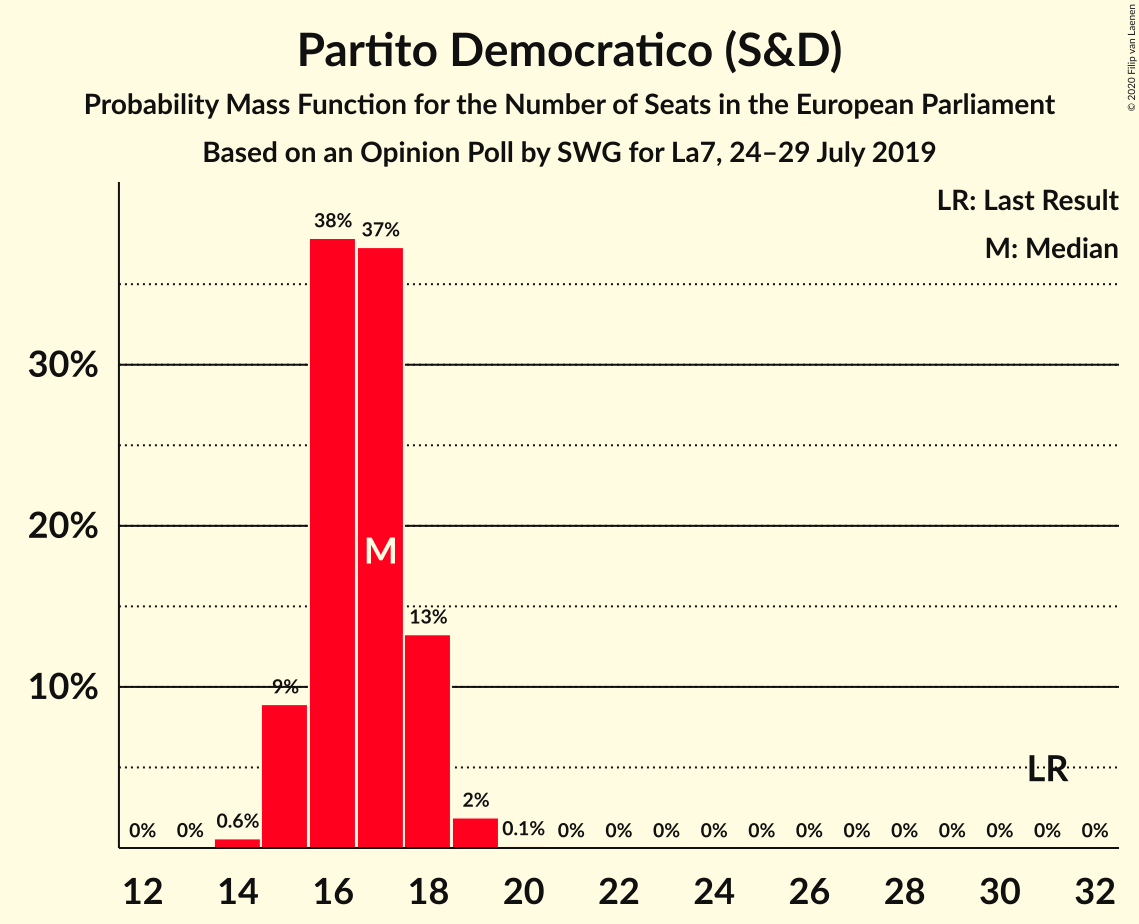 Partito Democratico (S&D)
Probability Mass Function for the Number of Seats in the European Parliament
Based on an Opinion Poll by SWG for La7, 24–29 July 2019
© 2020 Filip van Laenen
LR: Last Result
M: Median
38%
37%
30%
20%
M
13%
10%
9%
LR
0% 0% 0.6% 2% 0.1% 0% 0% 0% 0% 0% 0% 0% 0% 0% 0% 0% 0%
12 14 16 18 20 22 24 26 28 30 32